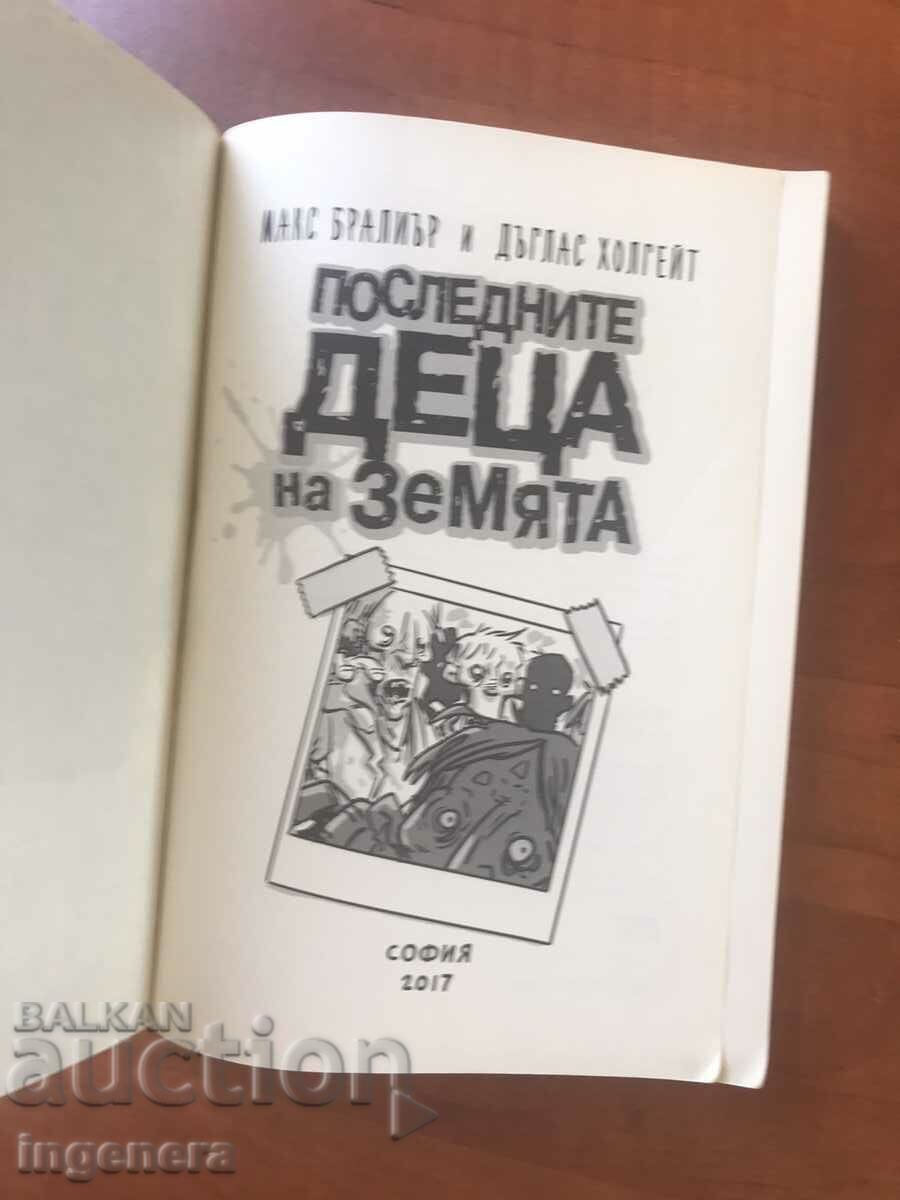 МАКС БРАЛИЪР И ДЪГЛАС ХОЛГЕЙТ
ПОСЛЕДНИТЕ
ДЕЦА
на ЗеМяТА
СОФИЯ
2017
BALKAN
auction
ingenera